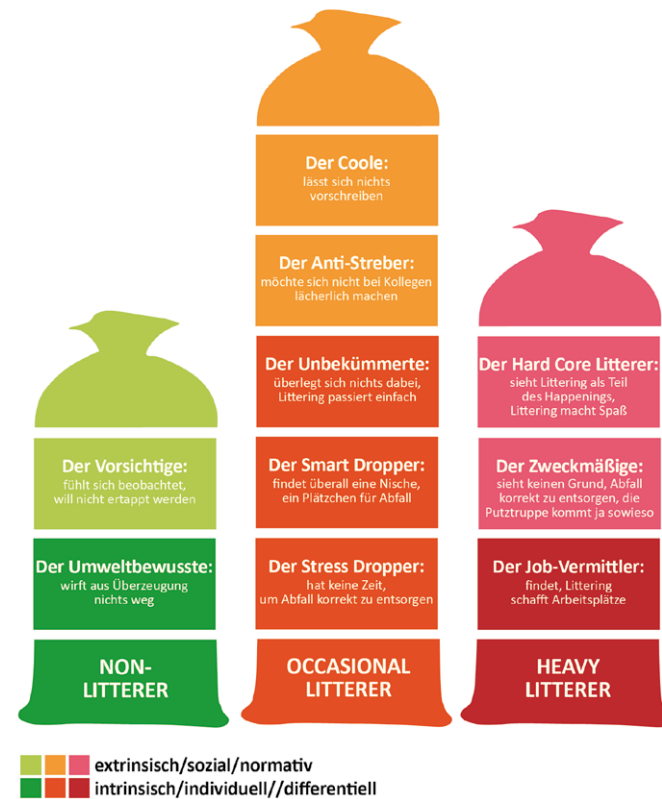 Der Vorsichtige:
fühlt sich beobachtet,
will nicht ertappt werden
Der Umweltbewusste:
wirft aus Überzeugung
nichts weg
NON-
LITTERER
Der Coole:
lässt sich nichts
vorschreiben
Der Anti-Streber:
möchte sich nicht bei Kollegen
lächerlich machen
Der Unbekümmerte:
überlegt sich nichts dabei,
Littering passiert einfach
Der Smart Dropper:
findet überall eine Nische,
ein Plätzchen für Abfall
Der Stress Dropper:
hat keine Zeit,
um Abfall korrekt zu entsorgen
OCCASIONAL
LITTERER
Der Hard Core Litterer:
sieht Littering als Teil
des Happenings,
Littering macht Spaß
Der Zweckmäßige:
sieht keinen Grund, Abfall
korrekt zu entsorgen, die
Putztruppe kommt ja sowieso
Der Job-Vermittler:
findet, Littering
schafft Arbeitsplätze
HEAVY
LITTERER
extrinsisch/sozial/normativ
intrinsisch/individuell//differentiell